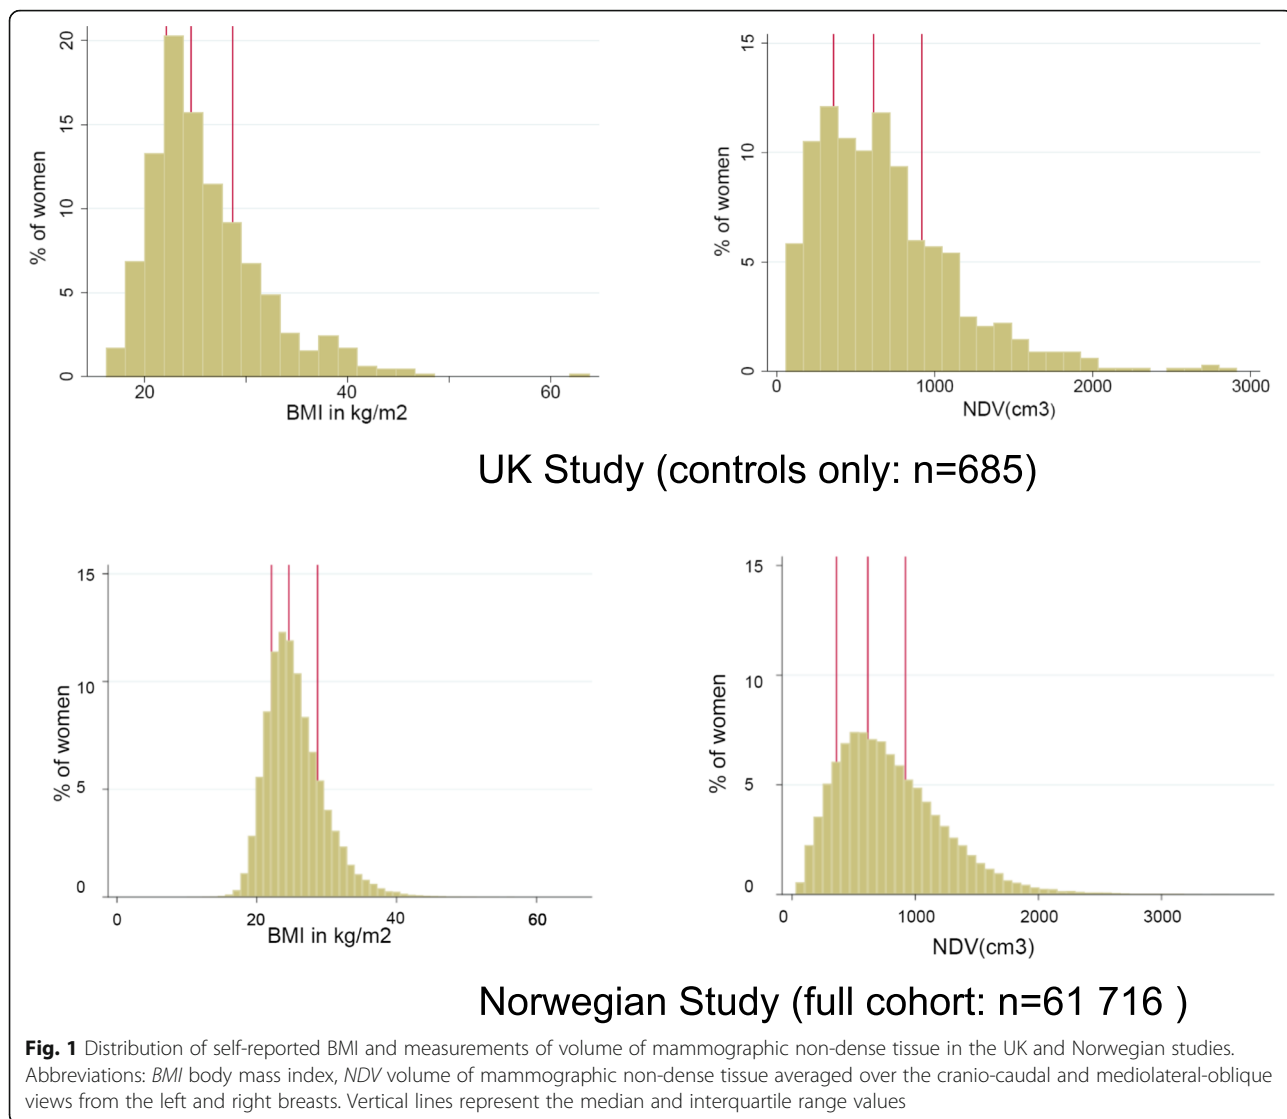 % of women
0 5 10 15 20
20 40 60
BMI in kg/m2
% of women
0 5 10 15
0 1000 2000 3000
NDV(cm3)
UK Study (controls only: n=685)
% of women
15
10
5
0
0 20 40 60
BMI in kg/m2
% of women
15
10
5
0
0 1000 2000 3000
NDV(cm3)
Norwegian Study (full cohort: n=61 716 )
Fig. 1 Distribution of self-reported BMI and measurements of volume of mammographic non-dense tissue in the UK and Norwegian studies.
Abbreviations: BMI body mass index, NDV volume of mammographic non-dense tissue averaged over the cranio-caudal and mediolateral-oblique
views from the left and right breasts. Vertical lines represent the median and interquartile range values